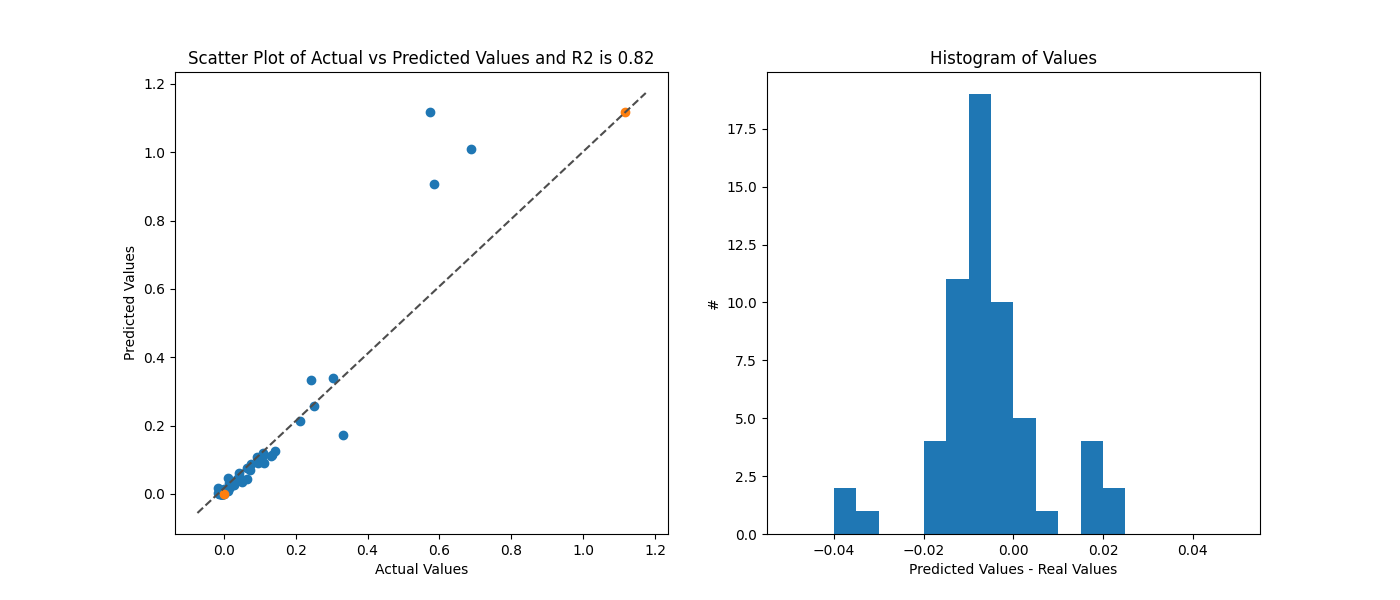 Scatter Plot of Actual vs Predicted Values and R2 is 0.82
1.2
1.0
0.8
0.6
0.4
0.2
0.0
Predicted Values
0.0 0.2 0.4 0.6 0.8 1.0 1.2
Actual Values
Histogram of Values
17.5
15.0
12.5
10.0
7.5
5.0
2.5
0.0
#
−0.04 −0.02 0.00 0.02 0.04
Predicted Values - Real Values